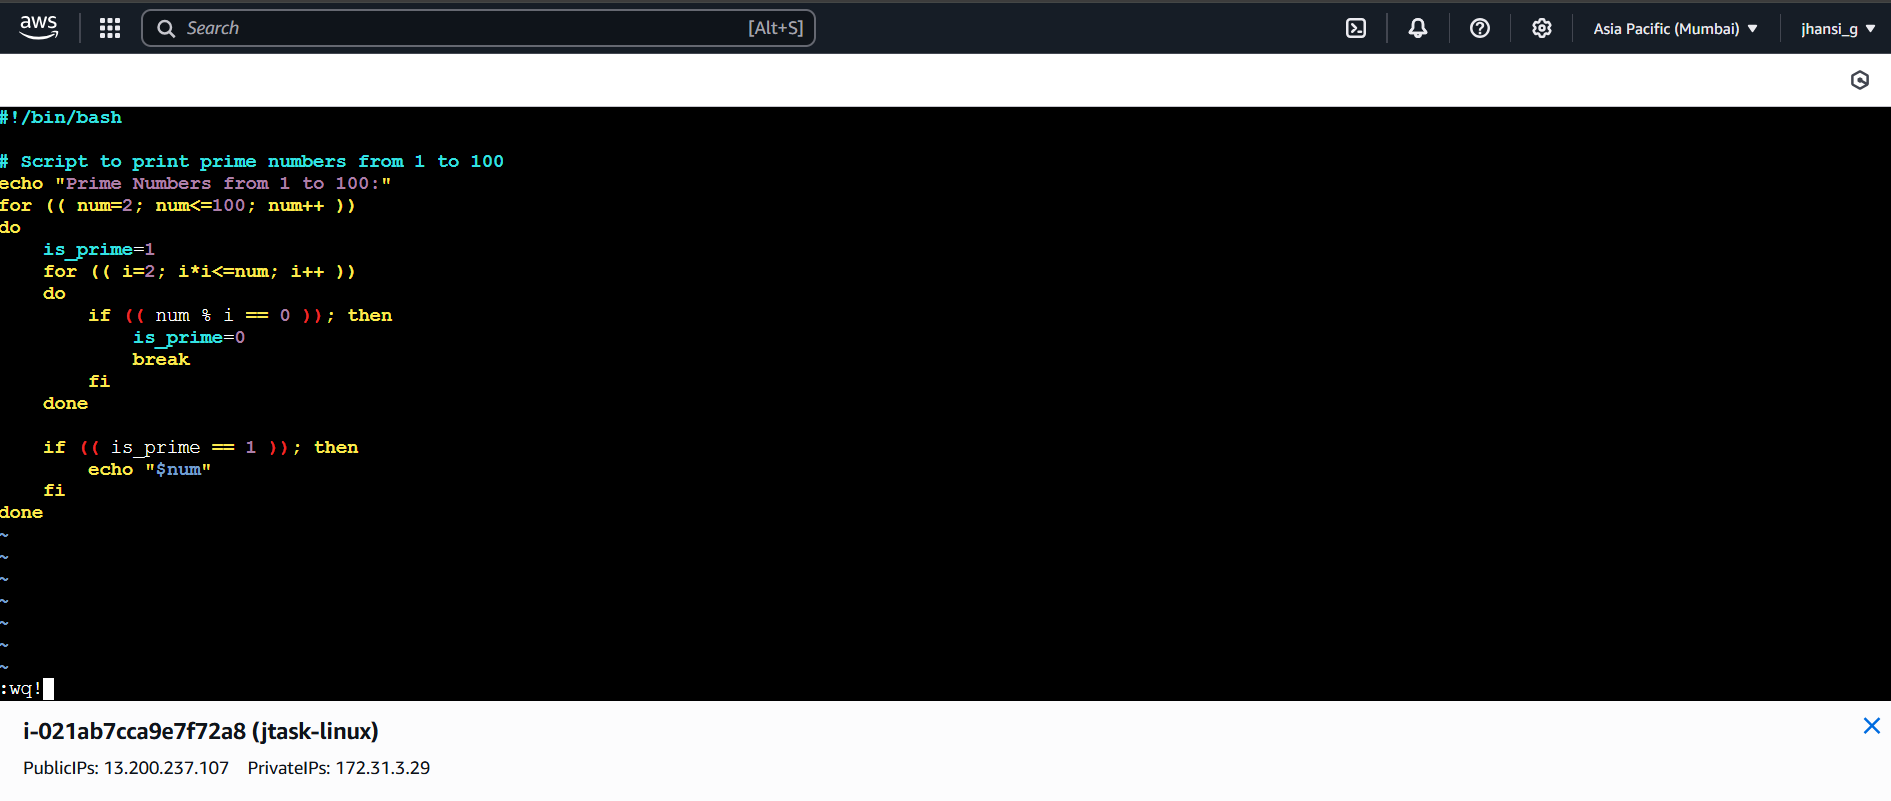 aws Search [Alt+S] Asia Pacific (Mumbai) jhansi_g
#!/bin/bash

# Script to print prime numbers from 1 to 100
echo "Prime Numbers from 1 to 100:"
for (( num=2; num<=100; num++ ))
do
    is_prime=1
    for (( i=2; i*i<=num; i++ ))
    do
        if (( num % i == 0 )); then
            is_prime=0
            break
        fi
    done

    if (( is_prime == 1 )); then
        echo "$num"
    fi
done
~
~
~
~
~
~
~
:wq!
i-021ab7cca9e7f72a8 (jtask-linux)
PublicIPs: 13.200.237.107 PrivateIPs: 172.31.3.29